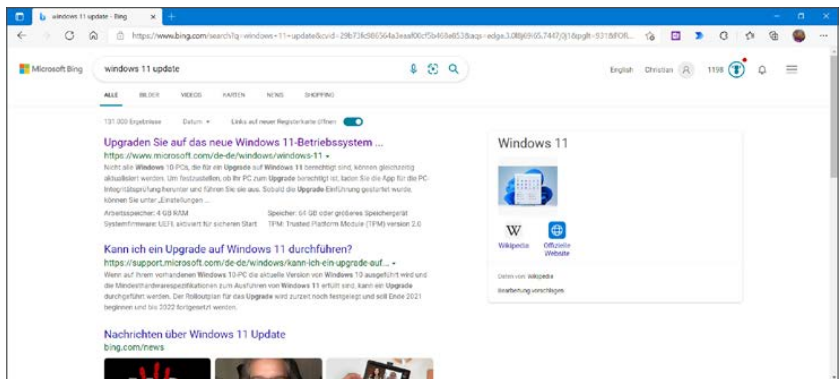 windows 11 update - Bing
Microsoft Bing
windows 11 update
English
Christian
1198
ALLE
BILDER
VIDEOS
KARTEN
NEWS
SHOPPING
191.000 Ergebnisse
Datum
Links auf neuer Registerkarte öffnen
Upgraden Sie auf das neue Windows 11-Betriebssystem ...
https://www.microsoft.com/de-de/windows/windows-11
Nicht alle Windows 10-PCs, die für ein Upgrade auf Windows 11 berechtigt sind, können gleichzeitig
aktualisiert werden. Um festzustellen, ob Ihr PC zum Upgrade berechtigt ist, laden Sie die App für die PC-
Integritätsprüfung herunter und führen Sie sie aus. Sobald die Upgrade Einführung gestartet wurde,
können Sie unter „Einstellungen ...
Arbeitsspeicher: 4 GB RAM
Speicher: 64 GB oder größeres Speichergerät
Systemfirmware: UEFI, aktiviert für sicheren Start
TPM: Trusted Platform Module (TPM) version 2.0
Kann ich ein Upgrade auf Windows 11 durchführen?
https://support.microsoft.com/de-de/windows/kann-ich-ein-upgrade-auf...
Wenn auf Ihrem vorhandenen Windows 10-PC die aktuelle Version von Windows 10 ausgeführt wird und
die Mindesthardwarespezifikationen zum Ausführen von Windows 11 erfüllt sind, kann ein Upgrade
durchgeführt werden. Der Rolloutplan für das Upgrade wird zurzeit noch festgelegt und soll Ende 2021
beginnen und bis 2022 fortgesetzt werden.
Nachrichten über Windows 11 Update
bing.com/news
Windows 11
W
Wikipedia
Offizielle
Website
Daten von: Wikipedia
Bearbeitung vorschlagen